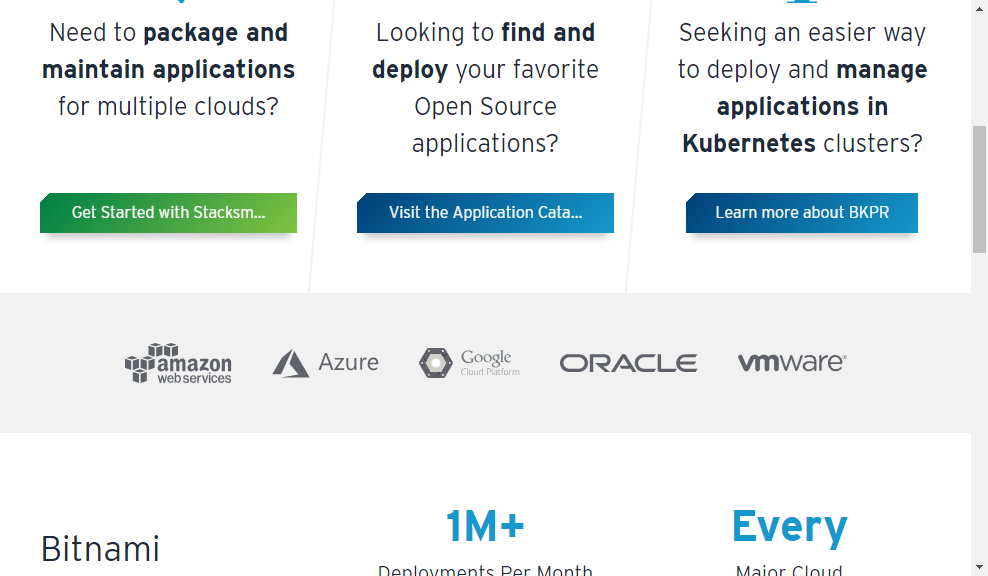 Need to package and
maintain applications
for multiple clouds?
Get Started with Stacksm...
Looking to find and
deploy your favorite
Open Source
applications?
Visit the Application Cata...
Seeking an easier way
to deploy and manage
applications in
Kubernetes clusters?
Learn more about BKPR
amazon
webservices
Azure
Google
Cloud Platform
ORACLE
vmware®
Bitnami
1M+
Deployments Per Month
Every
Major Cloud